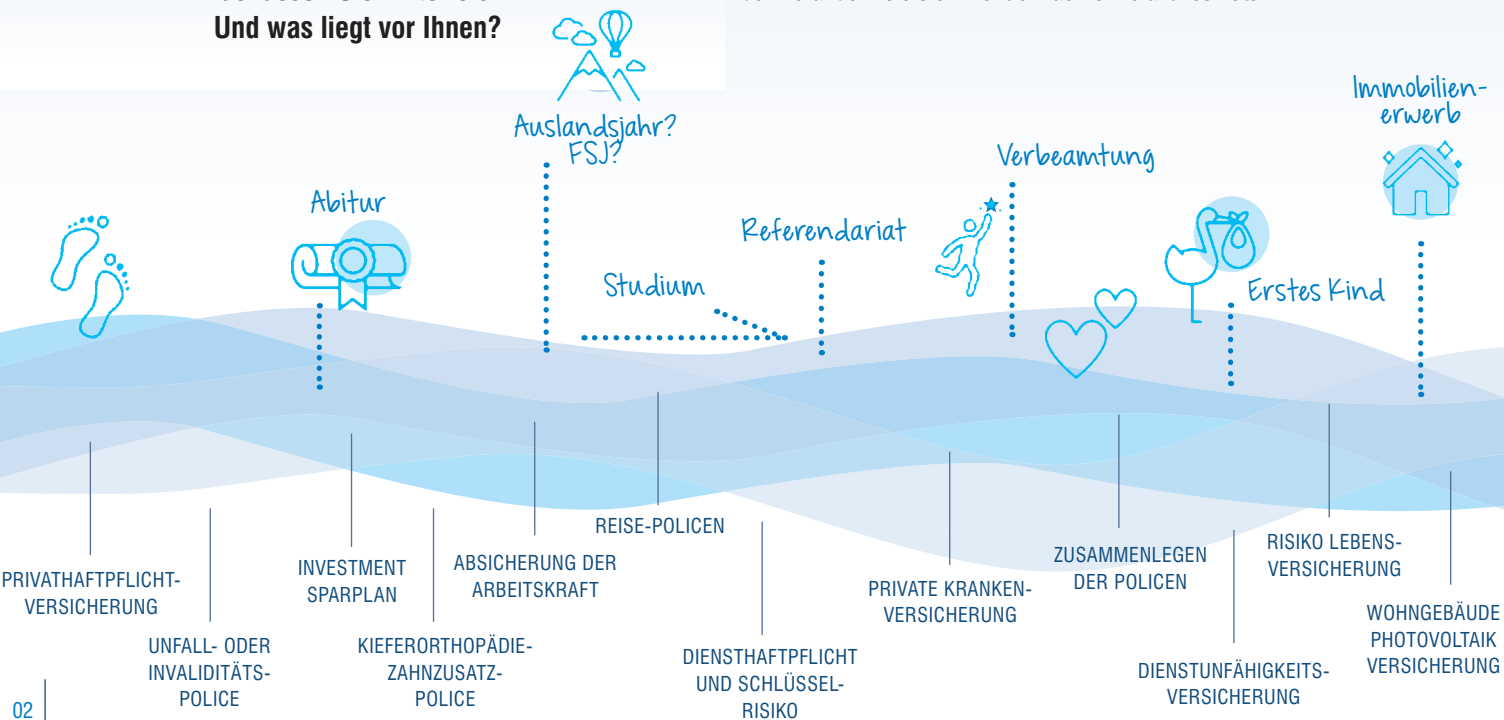 Und was liegt vor Ihnen?
Auslandsjahr?
FSJ?
Immobilien-
erwerb
Verbeamtung
Abitur
Referendariat
Studium
Erstes Kind
REISE-POLICEN
PRIVATHAFTPFLICHT-
VERSICHERUNG
INVESTMENT
SPARPLAN
ABSICHERUNG DER
ARBEITSKRAFT
PRIVATE KRANKEN-
VERSICHERUNG
ZUSAMMENLEGEN
DER POLICEN
RISIKO LEBENS-
VERSICHERUNG
WOHNGEBÄUDE
PHOTOVOLTAIK
VERSICHERUNG
UNFALL- ODER
INVALIDITÄTS-
POLICE
KIEFERORTHOPÄDIE-
ZAHNZUSATZ-
POLICE
DIENSTHAFTPFLICHT
UND SCHLÜSSEL-
RISIKO
DIENSTUNFÄHIGKEITS-
VERSICHERUNG
02